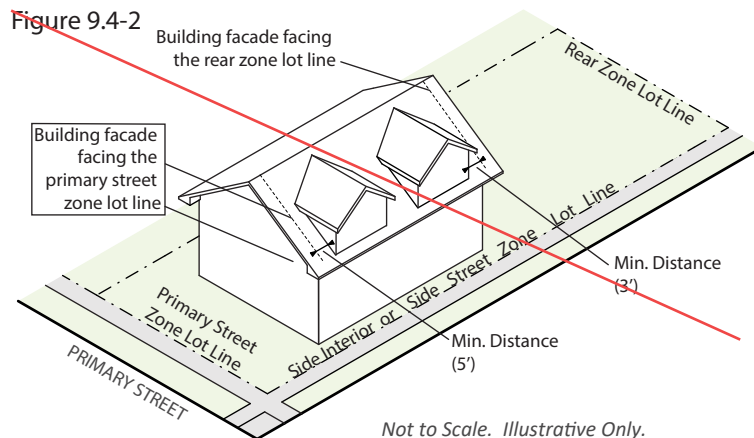 Figure 9.4-2
Building facade facing
the rear zone lot line
Rear Zone Lot Line
Building facade
facing the
primary street
zone lot line
Min. Distance
(3')
Side Interior or Side Street Zone Lot Line
Primary Street
Zone Lot Line
Min. Distance
(5')
PRIMARY STREET
Not to Scale. Illustrative Only.